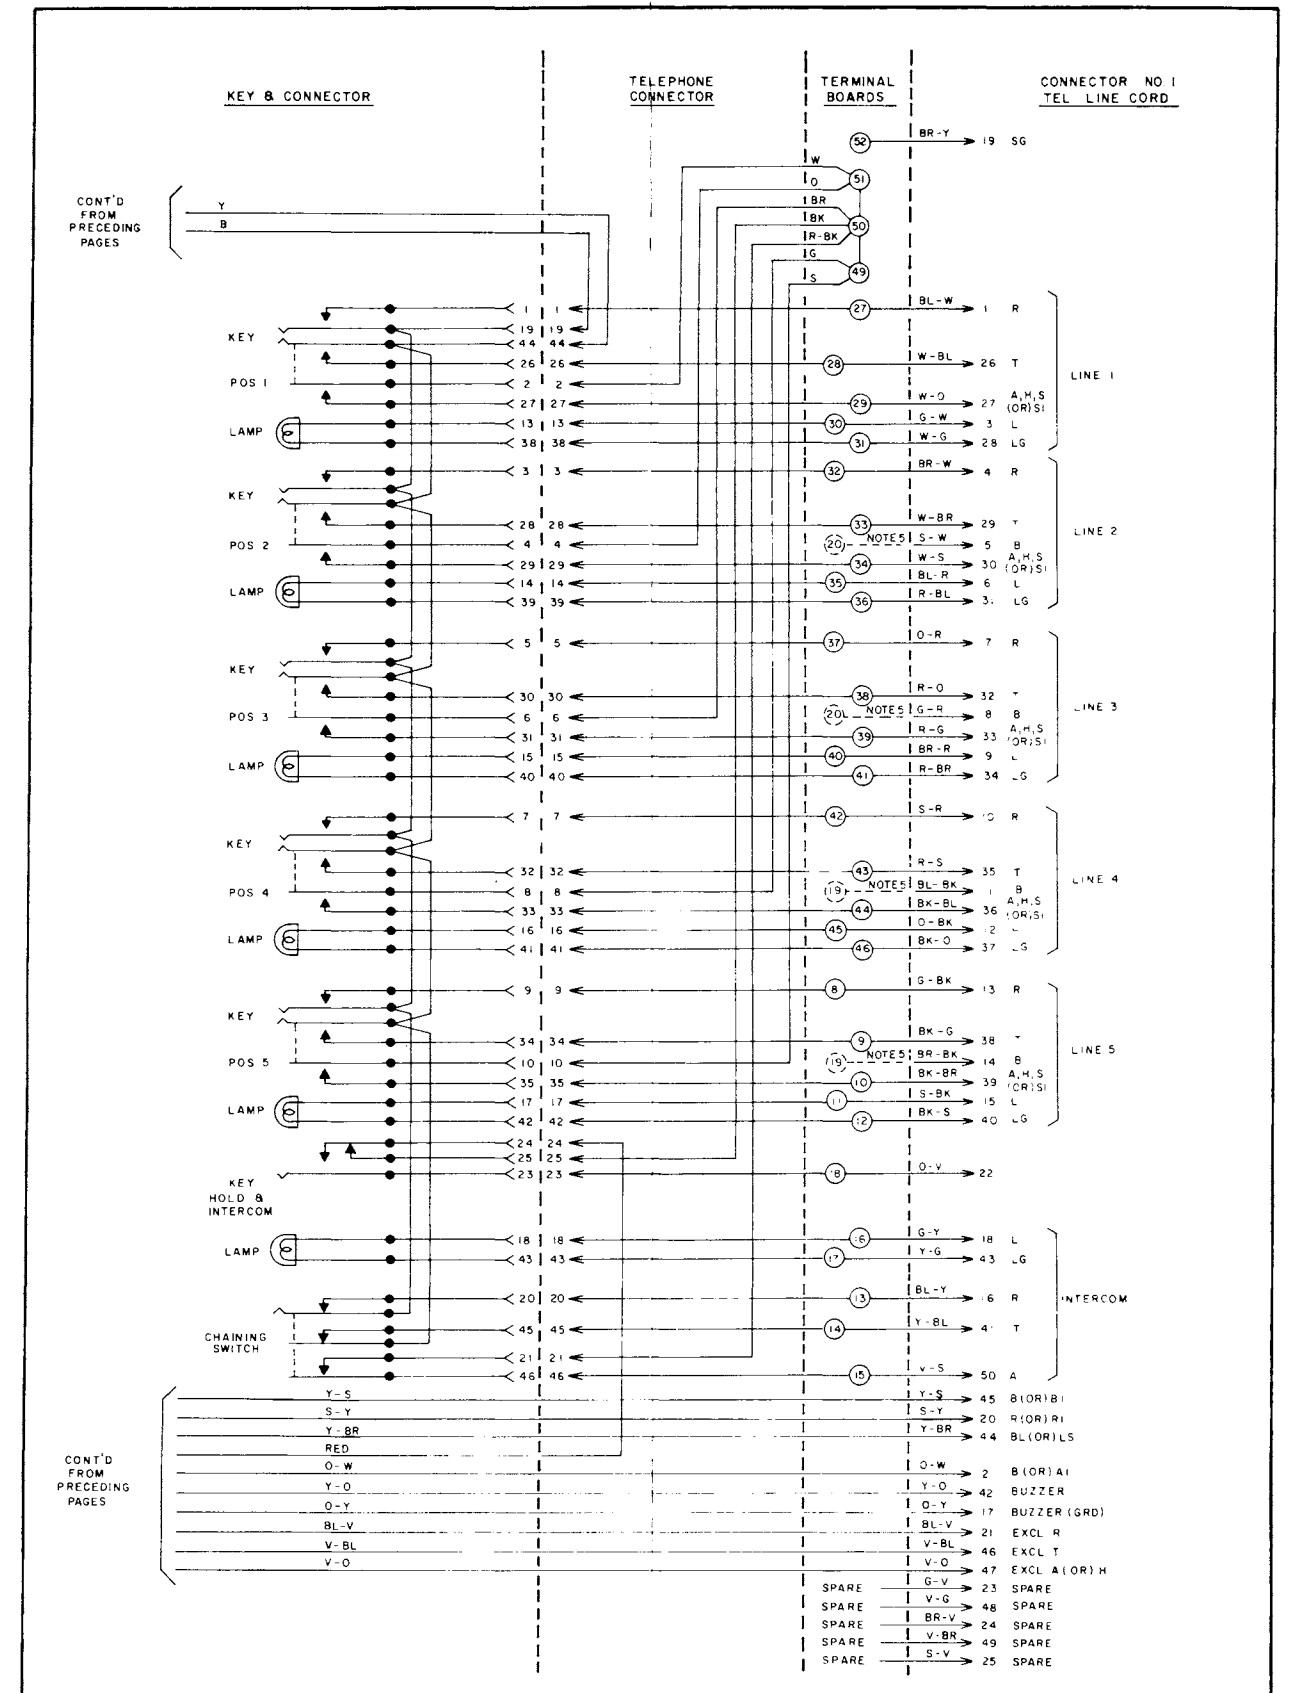 KEY & CONNECTOR
TELEPHONE CONNECTOR
TERMINAL BOARDS
CONNECTOR NO. 1 TEL LINE CORD
52 BR-Y 19 SG
W 51
O
BR
BK 50
R-BK
G 49
S
CONT'D FROM PRECEDING PAGES
Y
B
1 1 27 BL-W 1 R
KEY 19 19
44 44
26 26 28 W-BL 26 T
POS 1 2 2
LINE 1
27 27 29 W-O 27 A,H,S (OR)S1
LAMP 13 13 30 G-W 3 L
38 38 31 W-G 28 LG
3 3 32 BR-W 4 R
KEY
28 28 33 W-BR 29
LINE 2
POS 2 4 4 20 NOTE 5 S-W 5 B
29 29 34 W-S 30 A,H,S (OR)S1
LAMP 14 14 35 BL-R 6 L
39 39 36 R-BL LG
5 5 37 O-R 7 R
KEY
30 30 38 R-O 32 T
LINE 3
POS 3 6 6 20 NOTE 5 G-R 8 B
31 31 39 R-G 33 A,H,S (OR)S1
LAMP 15 15 40 BR-R 9
40 40 41 R-BR 34
7 7 42 S-R R
KEY
32 32 43 R-S 35 T
LINE 4
POS 4 8 8 19 NOTE 5 BL-BK B
33 33 44 BK-BL 36 A,H,S (OR)S1
LAMP 16 16 45 O-BK
41 41 46 BK-O 37
9 9 8 G-BK 13 R
KEY
34 34 9 BK-G 38
LINE 5
POS 5 10 10 19 NOTE 5 BR-BK 14 B
35 35 10 BK-BR 39 A,H,S (OR)S1
LAMP 17 17 11 S-BK 15 L
42 42 12 BK-S 40
24 24
25 25
23 23 18 O-V 22
KEY HOLD & INTERCOM
18 18 16 G-Y 18 L
LAMP 43 43 17 Y-G 43
20 20 13 BL-Y 16 R
INTERCOM
45 45 14 Y-BL T
CHAINING SWITCH
21 21
46 46 15 V-S 50 A
Y-S Y-S 45 B(OR)B1
S-Y S-Y 20 R(OR)R1
Y-BR Y-BR 44 BL(OR)LS
RED
CONT'D FROM PRECEDING PAGES
O-W O-W 2 B(OR)A1
Y-O Y-O 42 BUZZER
O-Y O-Y 17 BUZZER (GRD)
BL-V BL-V 21 EXCL R
V-BL V-BL 46 EXCL T
V-O V-O 47 EXCL A(OR)H
SPARE G-V 23 SPARE
SPARE V-G 48 SPARE
SPARE BR-V 24 SPARE
SPARE V-BR 49 SPARE
SPARE S-V 25 SPARE